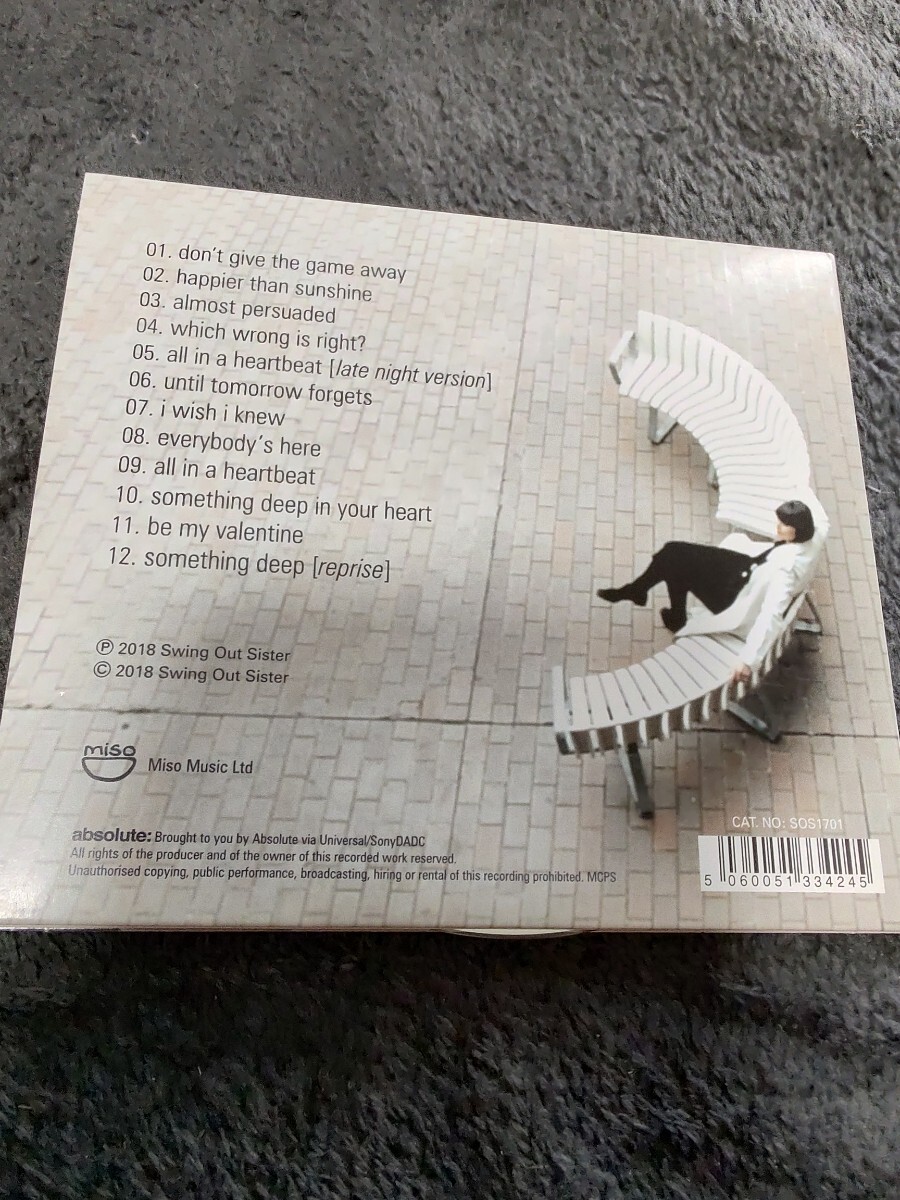 01. don't give the game away
02. happier than sunshine
03. almost persuaded
04. which wrong is right?
05. all in a heartbeat [late night version]
06. until tomorrow forgets
07. i wish i knew
08. everybody's here
09. all in a heartbeat
10. something deep in your heart
11. be my valentine
12. something deep [reprise]
℗ 2018 Swing Out Sister
© 2018 Swing Out Sister
miso
Miso Music Ltd
absolute: Brought to you by Absolute via Universal/SonyDADC
All rights of the producer and of the owner of this recorded work reserved.
Unauthorised copying, public performance, broadcasting, hiring or rental of this recording prohibited. MCPS
CAT. NO: SOS1701
5 060051 334245